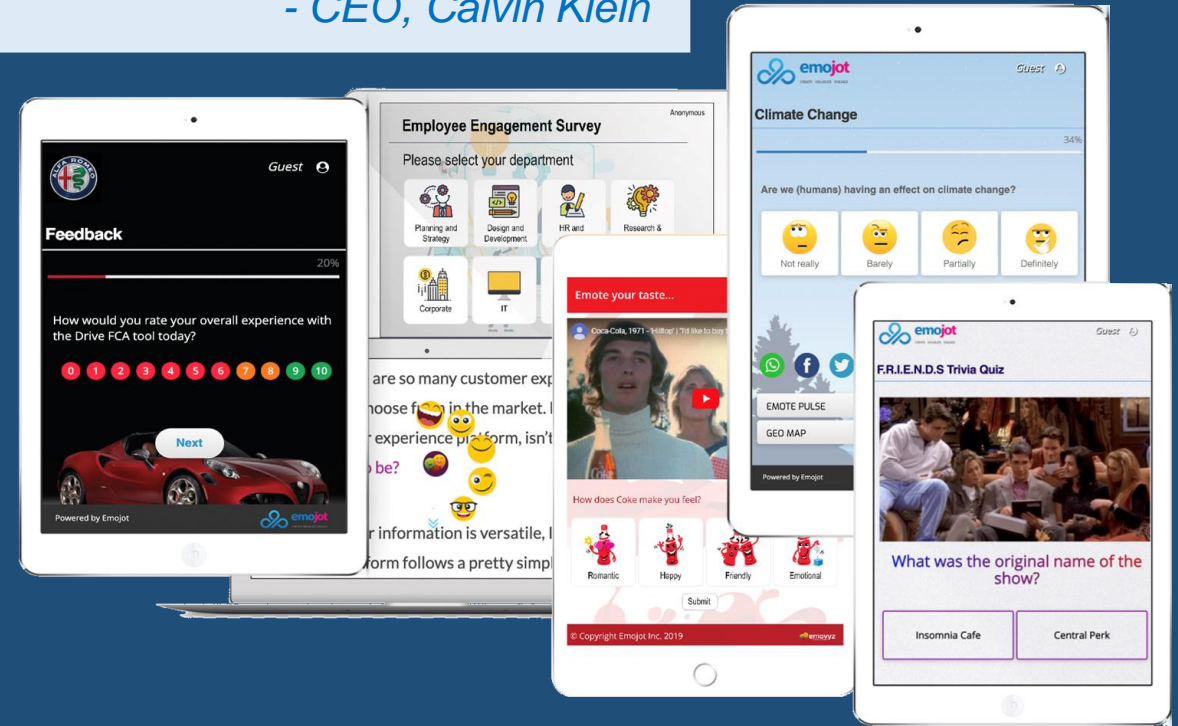 - CEO, Calvin Klein
ALFA ROMEO
Guest
Feedback
20%
How would you rate your overall experience with
the Drive FCA tool today?
0 1 2 3 4 5 6 7 8 9 10
Next
Powered by Emojot
emojot
Anonymous
Employee Engagement Survey
Please select your department
Planning and
Strategy
Design and
Development
HR and
Research &
Corporate
IT
are so many customer exp
in the market.
experience platform, isn't
be?
r information is versatile,
form follows a pretty simpl
Emote your taste...
Coca-Cola, 1971 - 'Hilltop' | "I'd like to buy t
How does Coke make you feel?
Romantic
Happy
Friendly
Emotional
Submit
© Copyright Emojot Inc. 2019
emoyyz
emojot
Guest
Climate Change
34%
Are we (humans) having an effect on climate change?
Not really
Barely
Partially
Definitely
EMOTE PULSE
GEO MAP
Powered by Emojot
emojot
Guest
F.R.I.E.N.D.S Trivia Quiz
What was the original name of the
show?
Insomnia Cafe
Central Perk